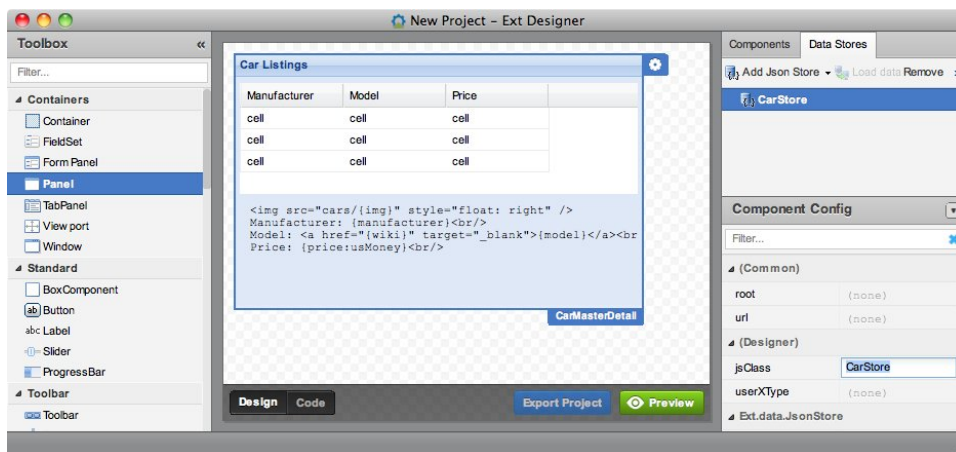 New Project – Ext Designer
Toolbox «
Filter...
Containers
Container
FieldSet
Form Panel
Panel
TabPanel
Viewport
Window
Standard
BoxComponent
ab Button
abc Label
Slider
ProgressBar
Toolbar
Toolbar
Car Listings
Manufacturer Model Price
cell cell cell
cell cell cell
cell cell cell
<img src="cars/{img}" style="float: right" />
Manufacturer: {manufacturer}<br/>
Model: <a href="{wiki}" target="_blank">{model}</a><br
Price: {price:usMoney}<br/>
CarMasterDetail
Design Code Export Project Preview
Components Data Stores
Add Json Store Load data Remove
CarStore
Component Config
Filter...
(Common)
root (none)
url (none)
(Designer)
jsClass CarStore
userXType (none)
Ext.data.JsonStore